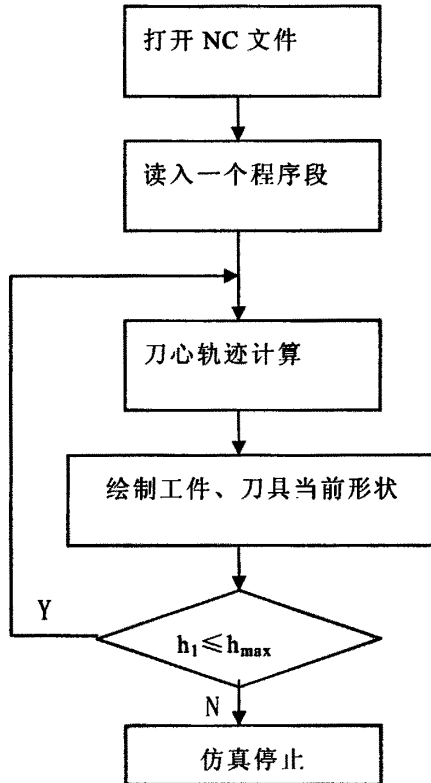 打开 NC 文件
读入一个程序段
刀心轨迹计算
绘制工件、刀具当前形状
Y
h₁≤hmax
N
仿真停止